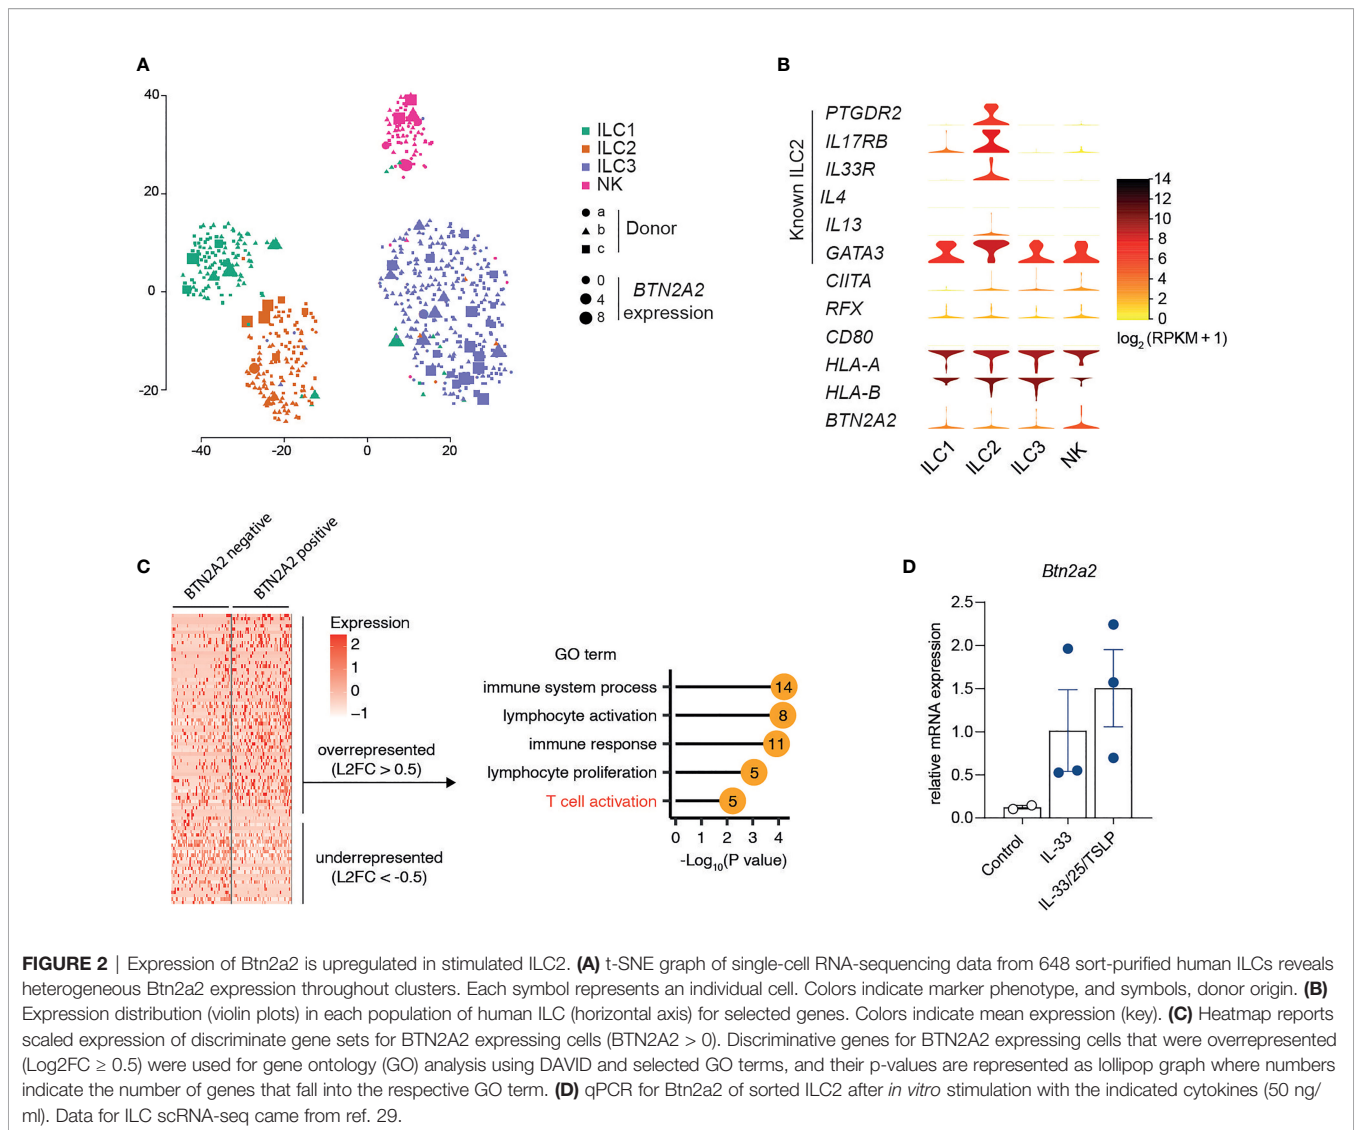 A
40
20
0
-20
-40
-20
0
20
ILC1
ILC2
ILC3
NK
a
b
c
Donor
0
4
8
BTN2A2
expression
B
Known ILC2
PTGDR2
IL17RB
IL33R
IL4
IL13
GATA3
CIITA
RFX
CD80
HLA-A
HLA-B
BTN2A2
ILC1
ILC2
ILC3
NK
14
12
10
8
6
4
2
0
log2 (RPKM + 1)
C
BTN2A2 negative
BTN2A2 positive
Expression
2
1
0
−1
overrepresented
(L2FC > 0.5)
underrepresented
(L2FC < -0.5)
GO term
immune system process
14
lymphocyte activation
8
immune response
11
lymphocyte proliferation
5
T cell activation
5
0 1 2 3 4
-Log10(P value)
D
Btn2a2
relative mRNA expression
2.5
2.0
1.5
1.0
0.5
0.0
Control
IL-33
IL-33/25/TSLP
FIGURE 2 | Expression of Btn2a2 is upregulated in stimulated ILC2. (A) t-SNE graph of single-cell RNA-sequencing data from 648 sort-purified human ILCs reveals
heterogeneous Btn2a2 expression throughout clusters. Each symbol represents an individual cell. Colors indicate marker phenotype, and symbols, donor origin. (B)
Expression distribution (violin plots) in each population of human ILC (horizontal axis) for selected genes. Colors indicate mean expression (key). (C) Heatmap reports
scaled expression of discriminate gene sets for BTN2A2 expressing cells (BTN2A2 > 0). Discriminative genes for BTN2A2 expressing cells that were overrepresented
(Log2FC ≥ 0.5) were used for gene ontology (GO) analysis using DAVID and selected GO terms, and their p-values are represented as lollipop graph where numbers
indicate the number of genes that fall into the respective GO term. (D) qPCR for Btn2a2 of sorted ILC2 after in vitro stimulation with the indicated cytokines (50 ng/
ml). Data for ILC scRNA-seq came from ref. 29.